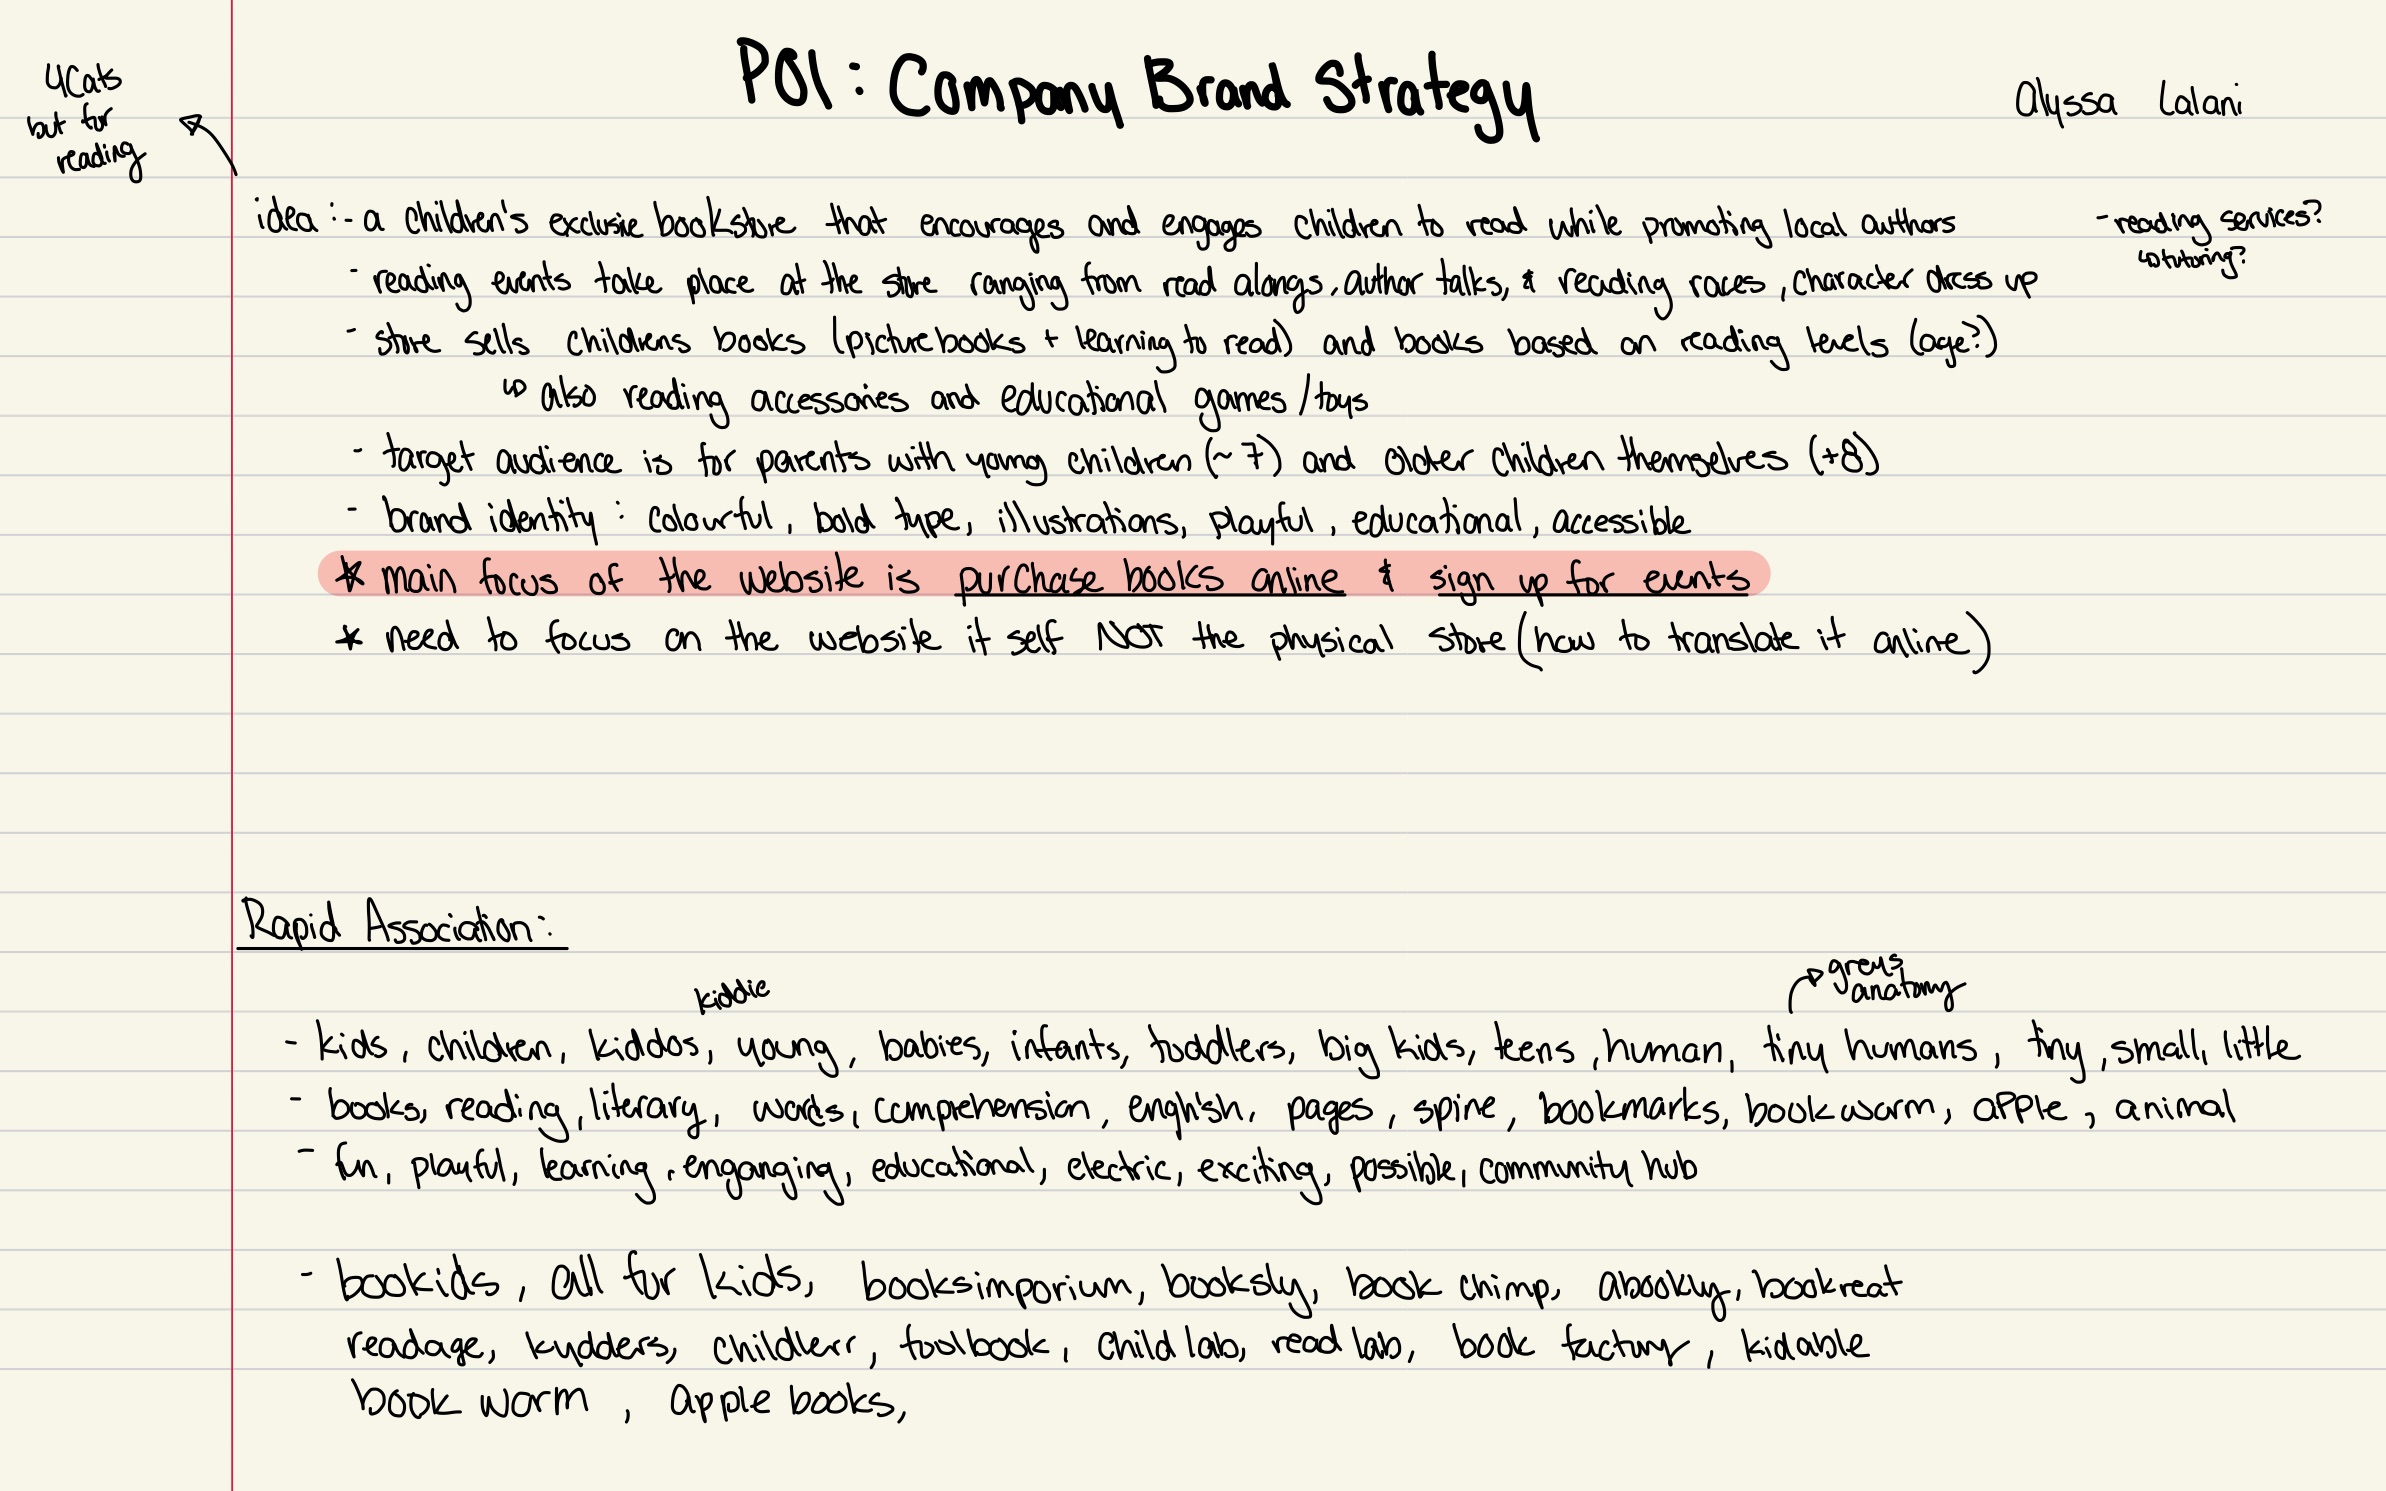 P01: Company Brand Strategy
Alyssa Lalani
4Cats
but for
reading
idea :- a children's exclusive bookstore that encourages and engages children to read while promoting local authors
- reading services?
↳ tutoring?
- reading events take place at the store ranging from read alongs, author talks, & reading races, character dress up
- store sells childrens books (picturebooks + learning to read) and books based on reading levels (age?)
↳ also reading accessories and educational games / toys
- target audience is for parents with young children (~ 7) and older children themselves (+8)
- brand identity : colourful, bold type, illustrations, playful, educational, accessible
★ main focus of the website is purchase books online & sign up for events
★ need to focus on the website it self NOT the physical store (how to translate it online)
Rapid Association:
kiddie
greys
anatomy
- kids, children, kiddos, young, babies, infants, toddlers, big kids, teens, human, tiny humans, tiny, small, little
- books, reading, literary, words, comprehension, english, pages, spine, bookmarks, bookworm, apple, animal
- fun, playful, learning, enganging, educational, electric, exciting, possible, community hub
- bookids, all for kids, booksimporium, booksly, book chimp, abookly, bookreat
readage, kydders, childlerr, toolbook, child lab, read lab, book factory, kidable
book worm, apple books,